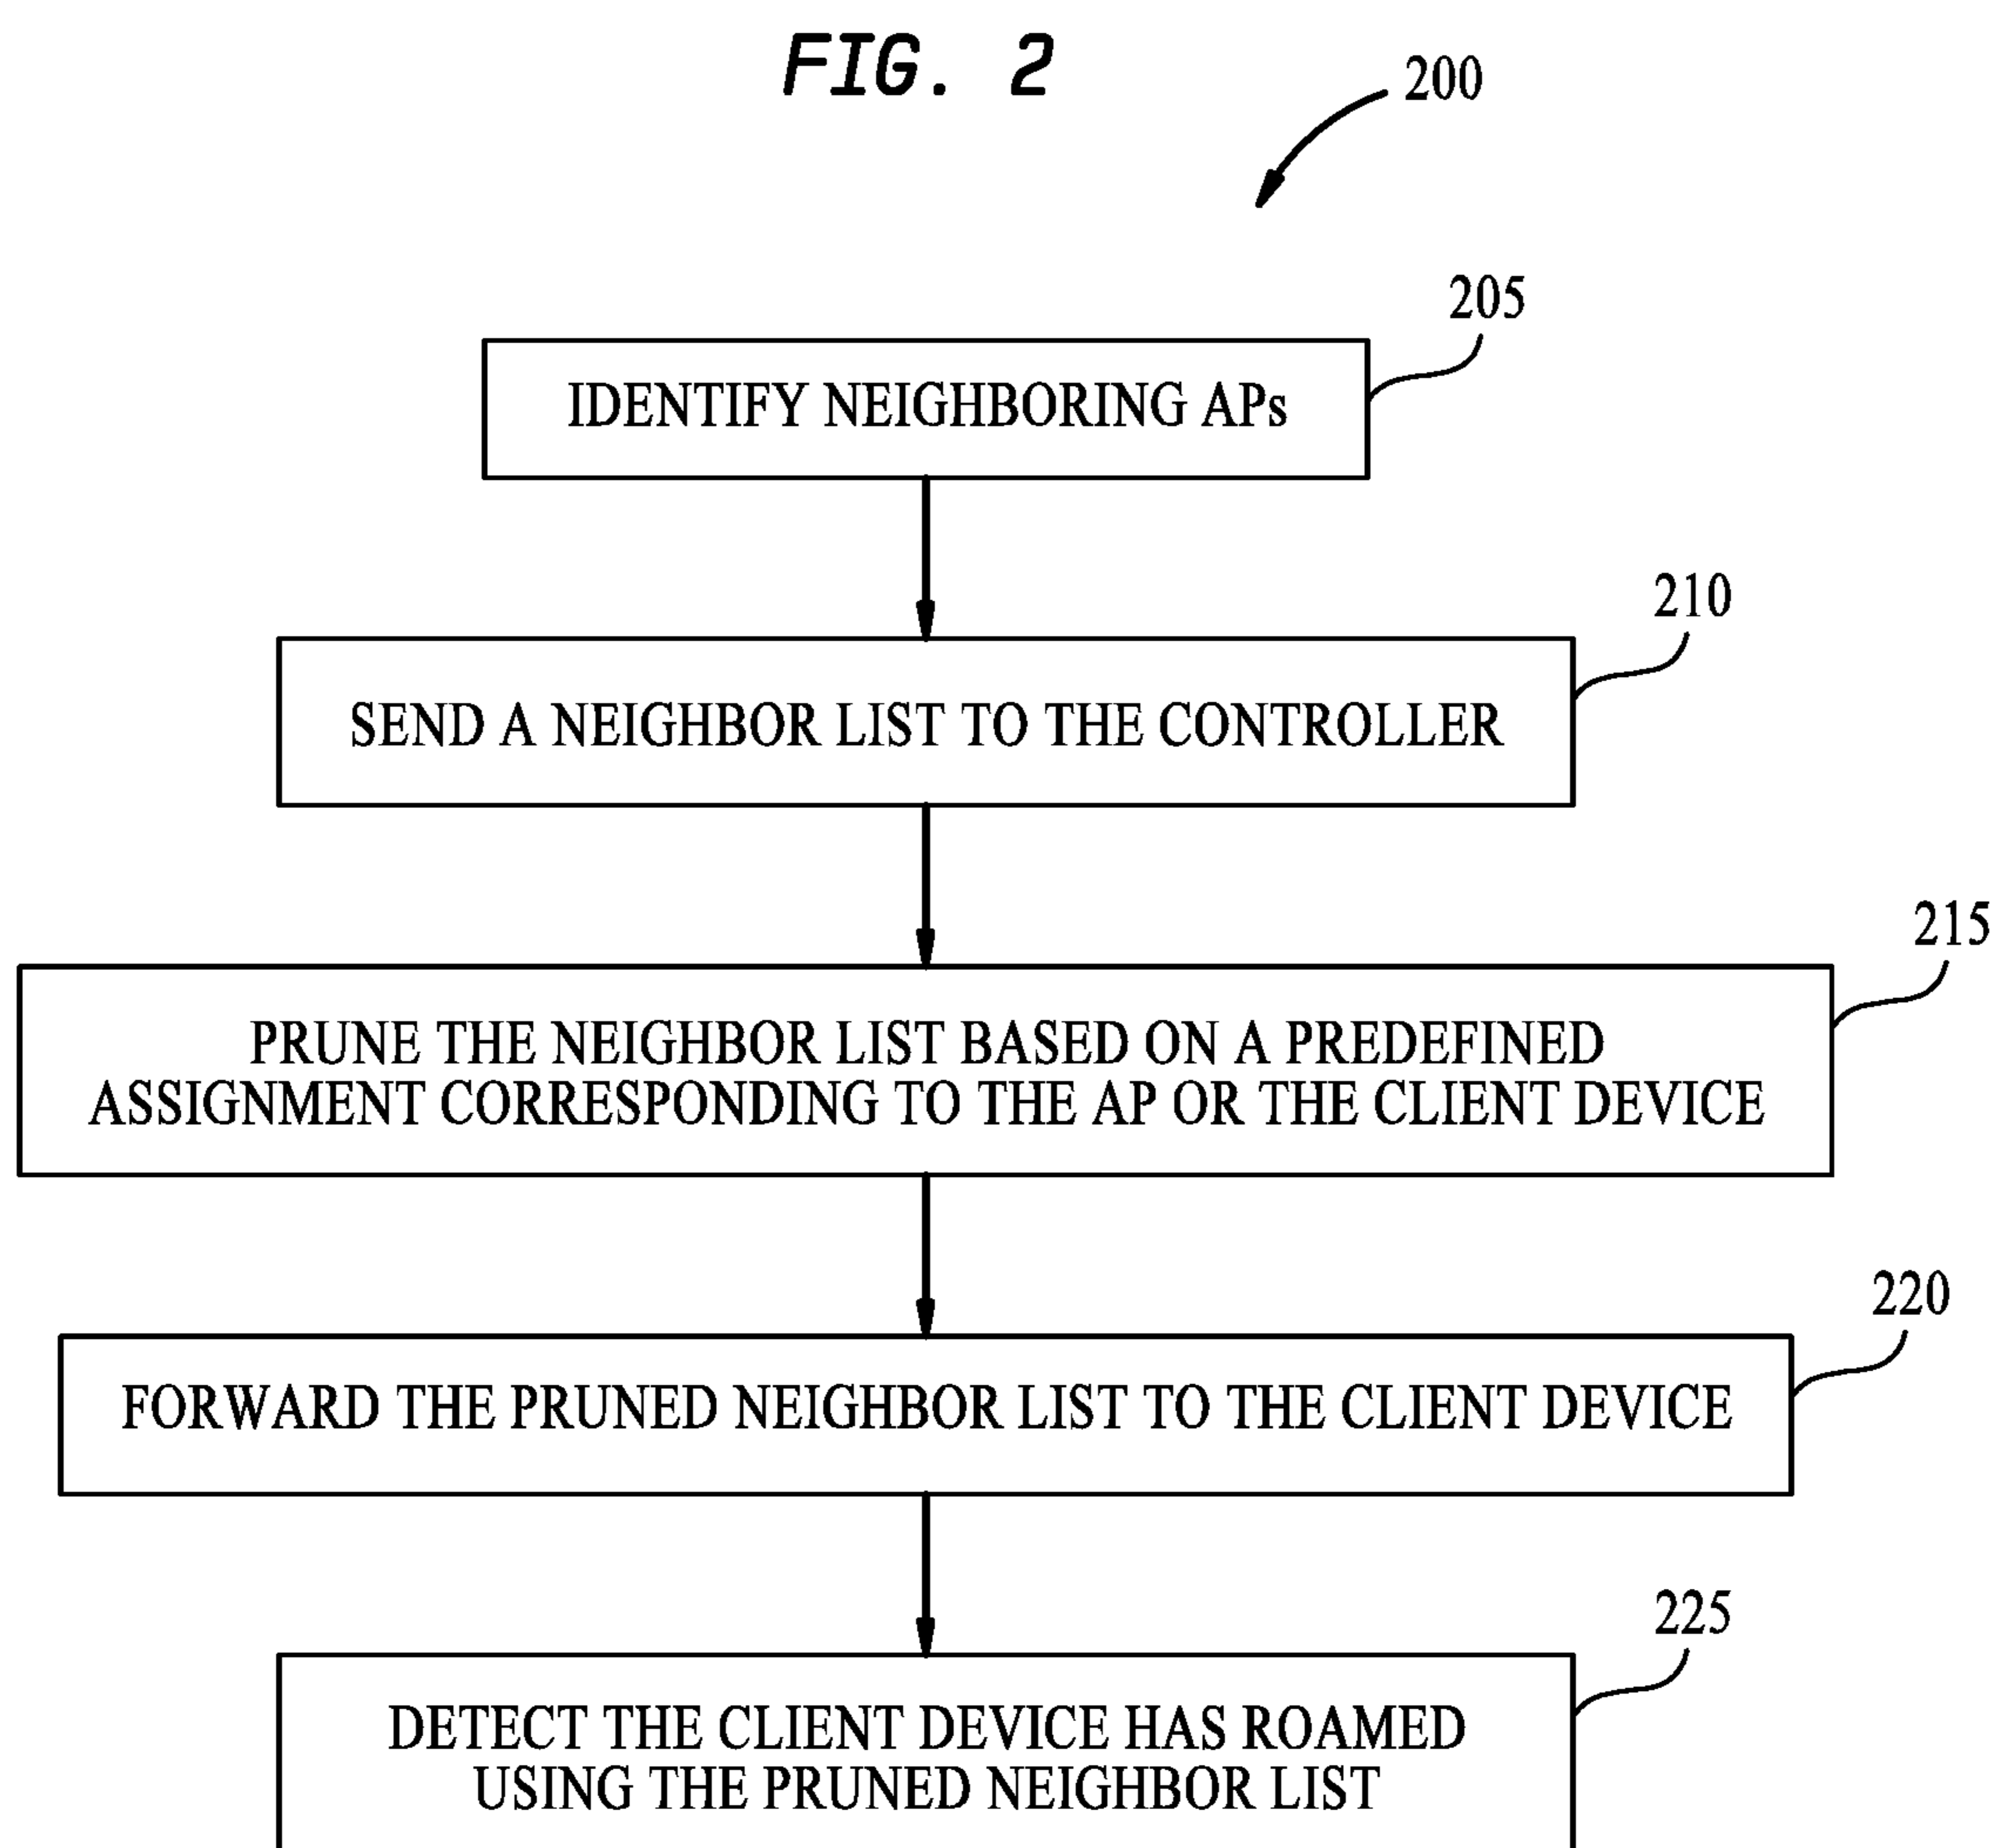 FIG. 2
200
205
IDENTIFY NEIGHBORING APs
210
SEND A NEIGHBOR LIST TO THE CONTROLLER
215
PRUNE THE NEIGHBOR LIST BASED ON A PREDEFINED
ASSIGNMENT CORRESPONDING TO THE AP OR THE CLIENT DEVICE
220
FORWARD THE PRUNED NEIGHBOR LIST TO THE CLIENT DEVICE
225
DETECT THE CLIENT DEVICE HAS ROAMED
USING THE PRUNED NEIGHBOR LIST